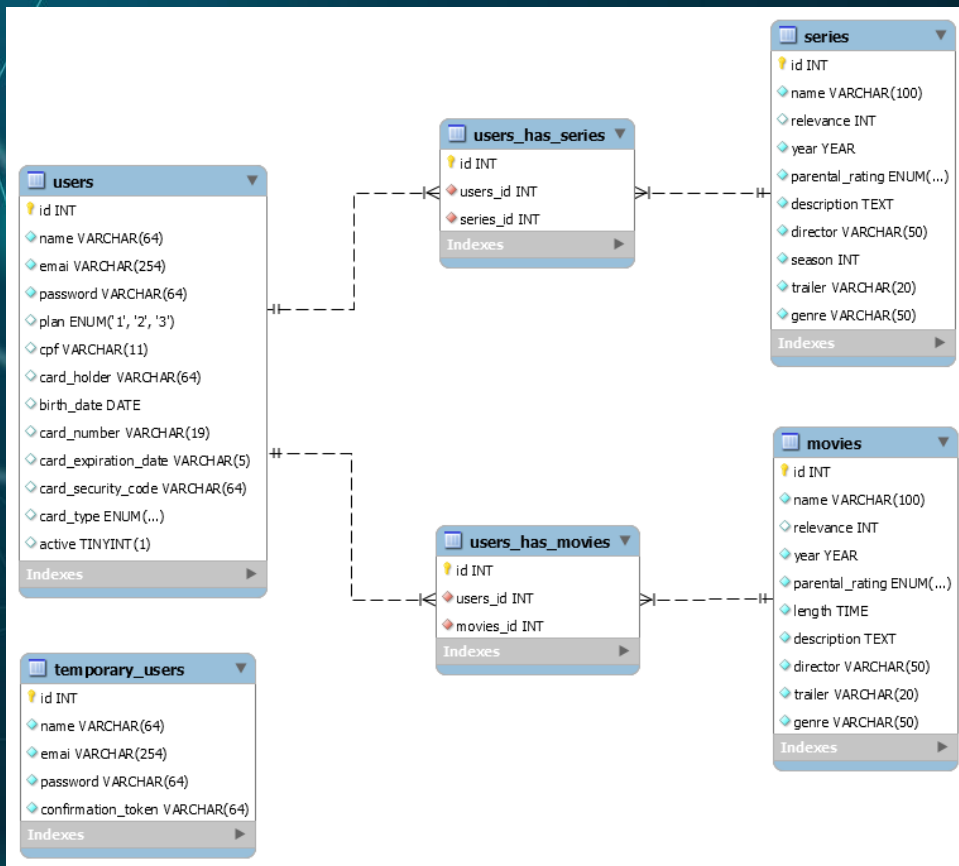 users
id INT
name VARCHAR(64)
emai VARCHAR(254)
password VARCHAR(64)
plan ENUM('1', '2', '3')
cpf VARCHAR(11)
card_holder VARCHAR(64)
birth_date DATE
card_number VARCHAR(19)
card_expiration_date VARCHAR(5)
card_security_code VARCHAR(64)
card_type ENUM(...)
active TINYINT(1)
Indexes
temporary_users
id INT
name VARCHAR(64)
emai VARCHAR(254)
password VARCHAR(64)
confirmation_token VARCHAR(64)
Indexes
users_has_series
id INT
users_id INT
series_id INT
Indexes
users_has_movies
id INT
users_id INT
movies_id INT
Indexes
series
id INT
name VARCHAR(100)
relevance INT
year YEAR
parental_rating ENUM(...)
description TEXT
director VARCHAR(50)
season INT
trailer VARCHAR(20)
genre VARCHAR(50)
Indexes
movies
id INT
name VARCHAR(100)
relevance INT
year YEAR
parental_rating ENUM(...)
length TIME
description TEXT
director VARCHAR(50)
trailer VARCHAR(20)
genre VARCHAR(50)
Indexes